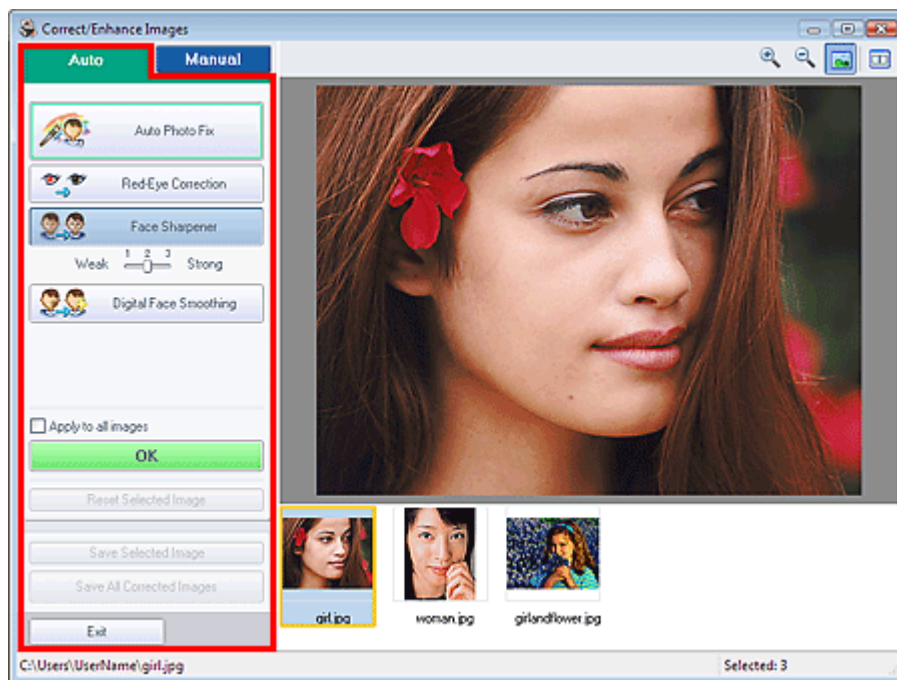 Correct/Enhance Images
Auto Manual
Auto Photo Fix
Red-Eye Correction
Face Sharpener
1 2 3
Weak Strong
Digital Face Smoothing
Apply to all images
OK
Reset Selected Image
Save Selected Image
Save All Corrected Images
Exit
girl.jpg woman.jpg girlandflower.jpg
C:\Users\UserName\girl.jpg Selected: 3